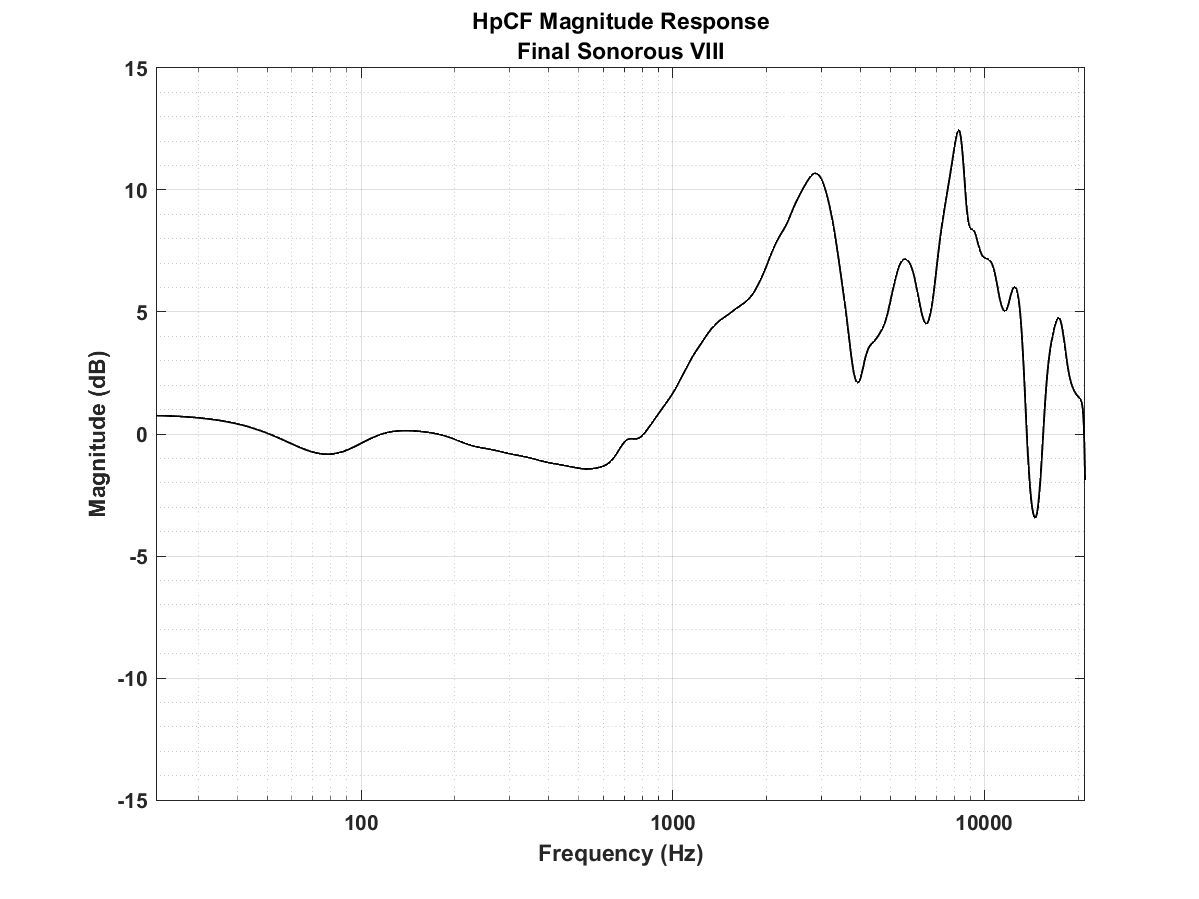 HpCF Magnitude Response
Final Sonorous VIII
15
10
5
0
-5
-10
-15
Magnitude (dB)
100
1000
10000
Frequency (Hz)